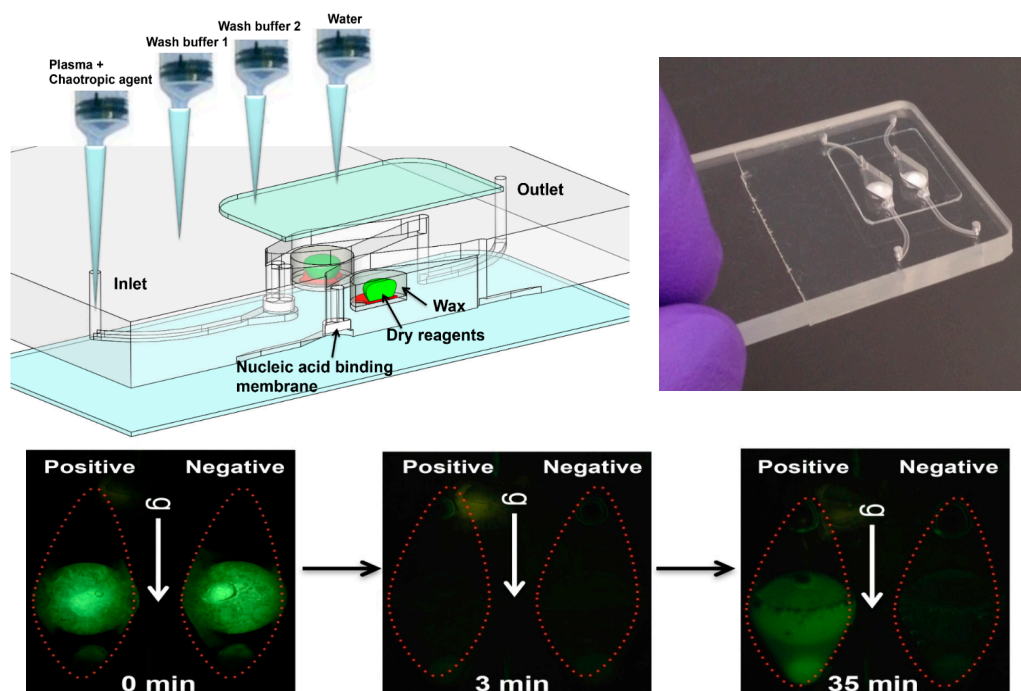 Plasma +
Chaotropic agent
Wash buffer 1
Wash buffer 2
Water
Inlet
Outlet
Wax
Dry reagents
Nucleic acid binding
membrane
Positive Negative
g
0 min
Positive Negative
g
3 min
Positive Negative
g
35 min